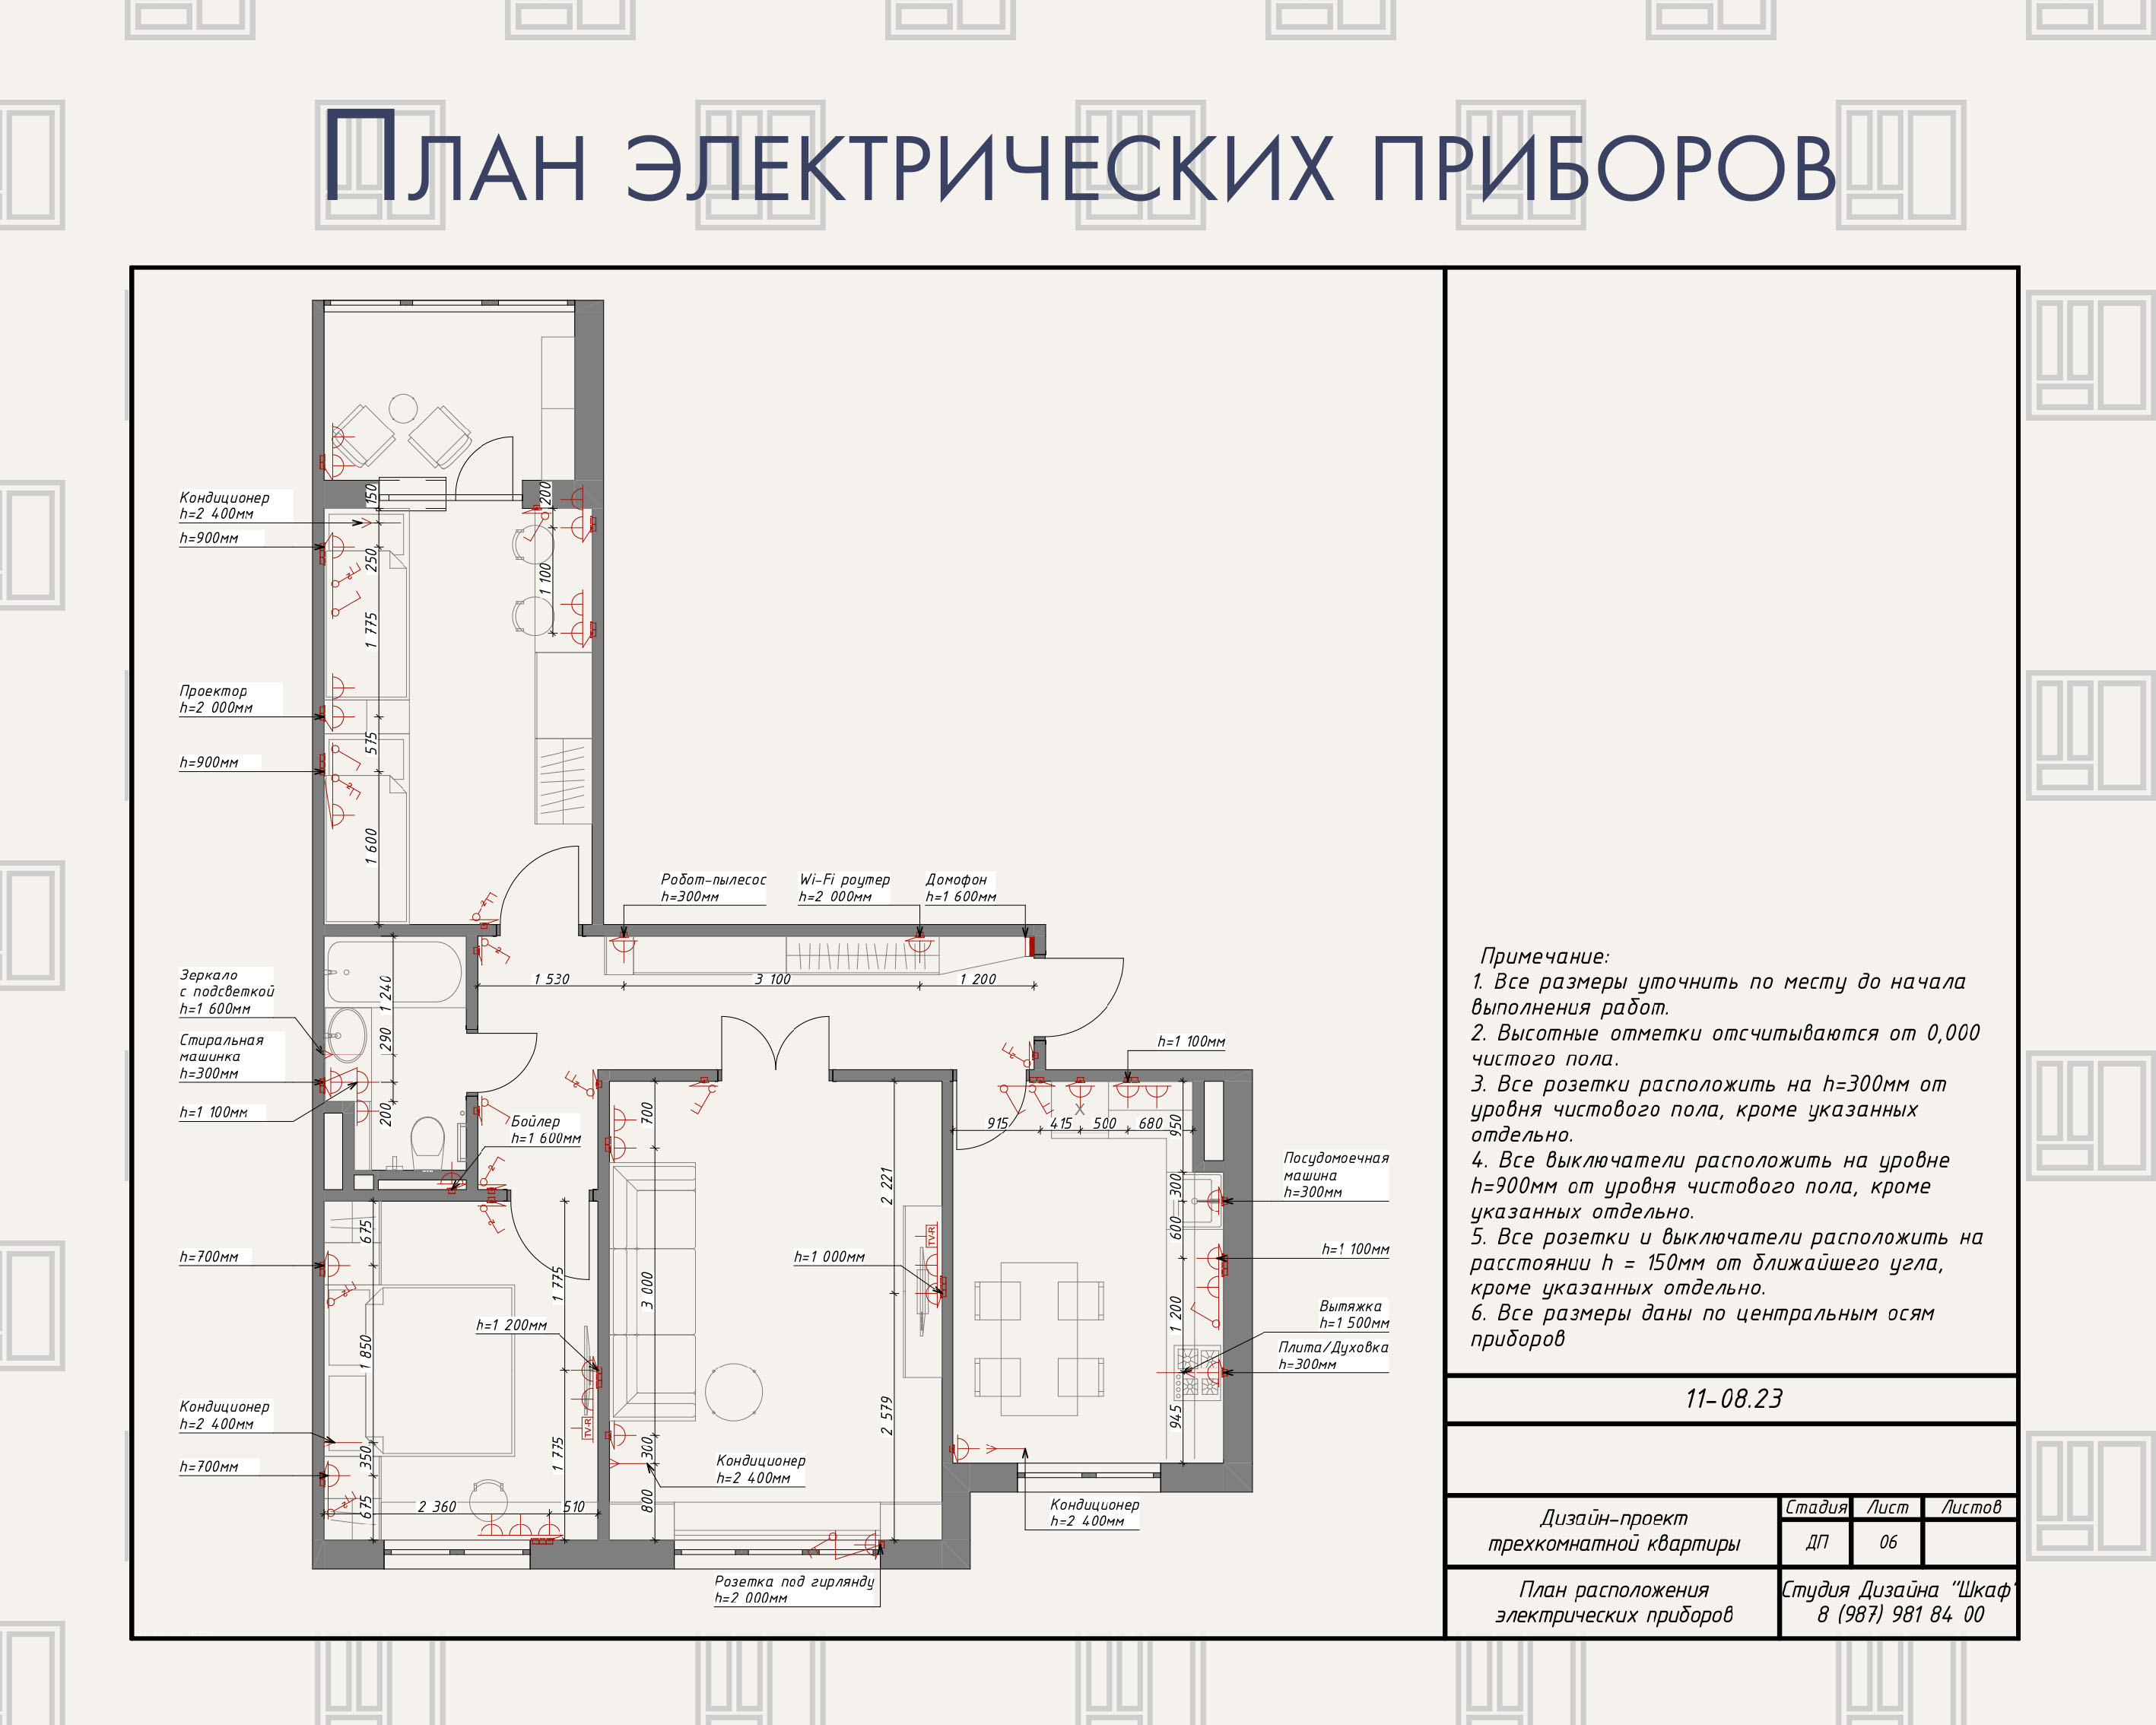 План электрических приборов
Кондиционер
h=2 400мм
h=900мм
Проектор
h=2 000мм
h=900мм
150
250
1 775
575
1 600
200
1 100
Робот-пылесос
h=300мм
Wi-Fi роутер
h=2 000мм
Домофон
h=1 600мм
1 530
3 100
1 200
Зеркало
с подсветкой
h=1 600мм
Стиральная
машинка
h=300мм
h=1 100мм
1 240
290
200
Бойлер
h=1 600мм
h=1 100мм
915
415
500
680
950
300
600
1 200
945
Посудомоечная
машина
h=300мм
h=1 100мм
Вытяжка
h=1 500мм
Плита/Духовка
h=300мм
700
3 000
300
800
2 221
2 579
h=1 000мм
TV-R
h=700мм
Кондиционер
h=2 400мм
h=700мм
675
1 850
350
675
1 775
1 775
h=1 200мм
TV-R
2 360
510
Кондиционер
h=2 400мм
Кондиционер
h=2 400мм
Розетка под гирлянду
h=2 000мм
Примечание:
1. Все размеры уточнить по месту до начала
выполнения работ.
2. Высотные отметки отсчитываются от 0,000
чистого пола.
3. Все розетки расположить на h=300мм от
уровня чистового пола, кроме указанных
отдельно.
4. Все выключатели расположить на уровне
h=900мм от уровня чистового пола, кроме
указанных отдельно.
5. Все розетки и выключатели расположить на
расстоянии h = 150мм от ближайшего угла,
кроме указанных отдельно.
6. Все размеры даны по центральным осям
приборов
11-08.23
Дизайн-проект
трехкомнатной квартиры
Стадия
Лист
Листов
ДП
06
План расположения
электрических приборов
Студия Дизайна "Шкаф"
8 (987) 981 84 00